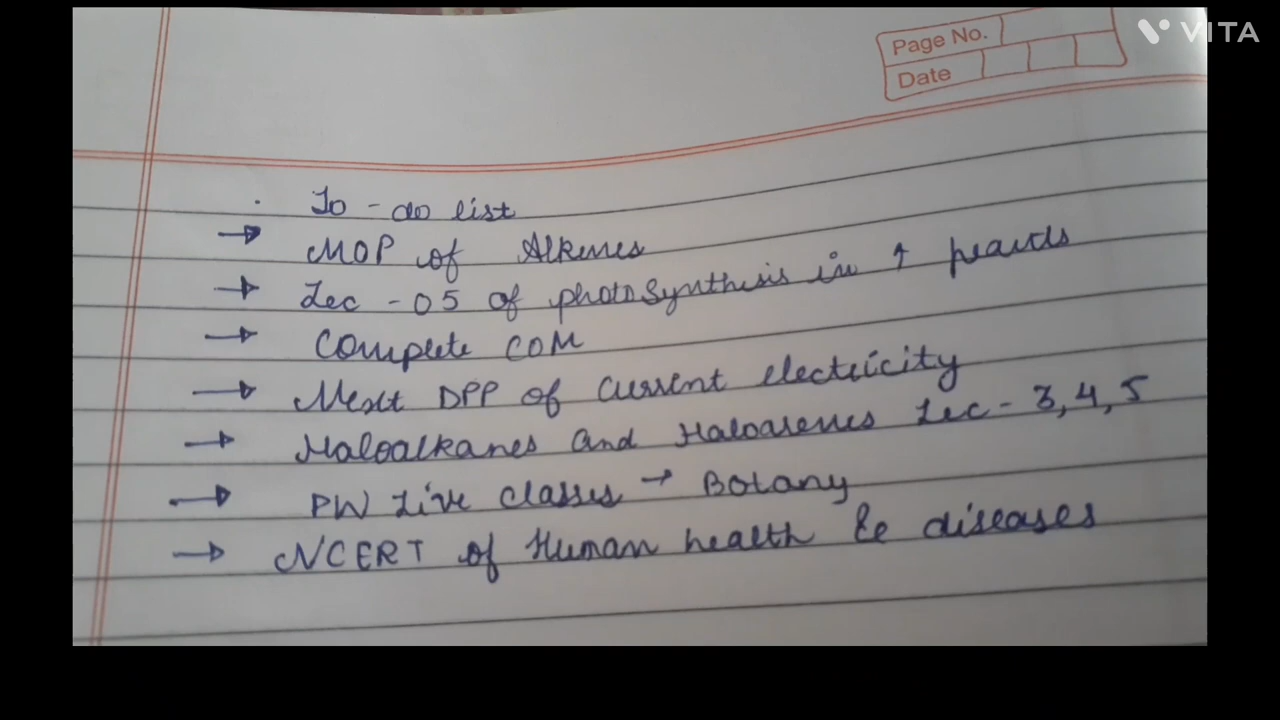 Page No.
Date
VITA
To-do list
→ MOP of Alkenes
→ Lec-05 of photosynthesis in ↑ plants
→ Complete COM
→ Next DPP of Current electricity
→ Haloalkanes and Haloarenes Lec-3,4,5
→ PW Live classes → Botany
→ NCERT of Human health & diseases